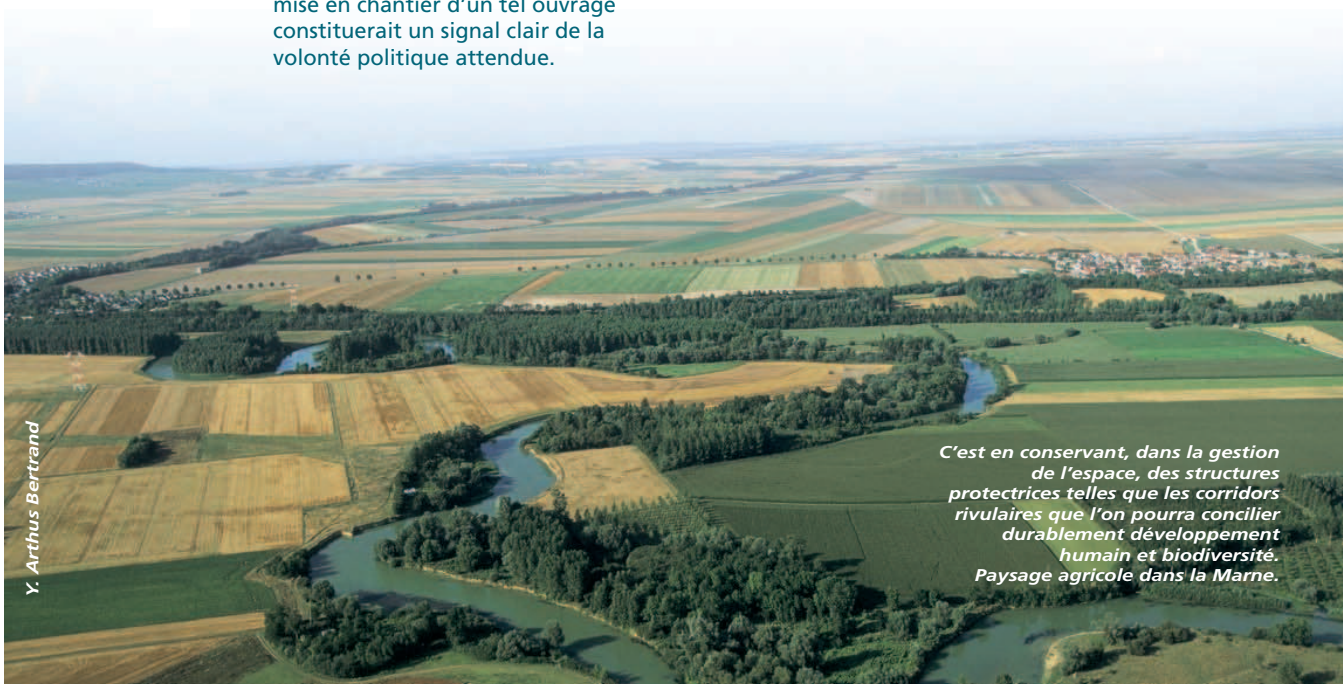 mise en chantier d'un tel ouvrage
constituerait un signal clair de la
volonté politique attendue.
C'est en conservant, dans la gestion
de l'espace, des structures
protectrices telles que les corridors
rivulaires que l'on pourra concilier
durablement développement
humain et biodiversité.
Paysage agricole dans la Marne.
Y. Arthus Bertrand